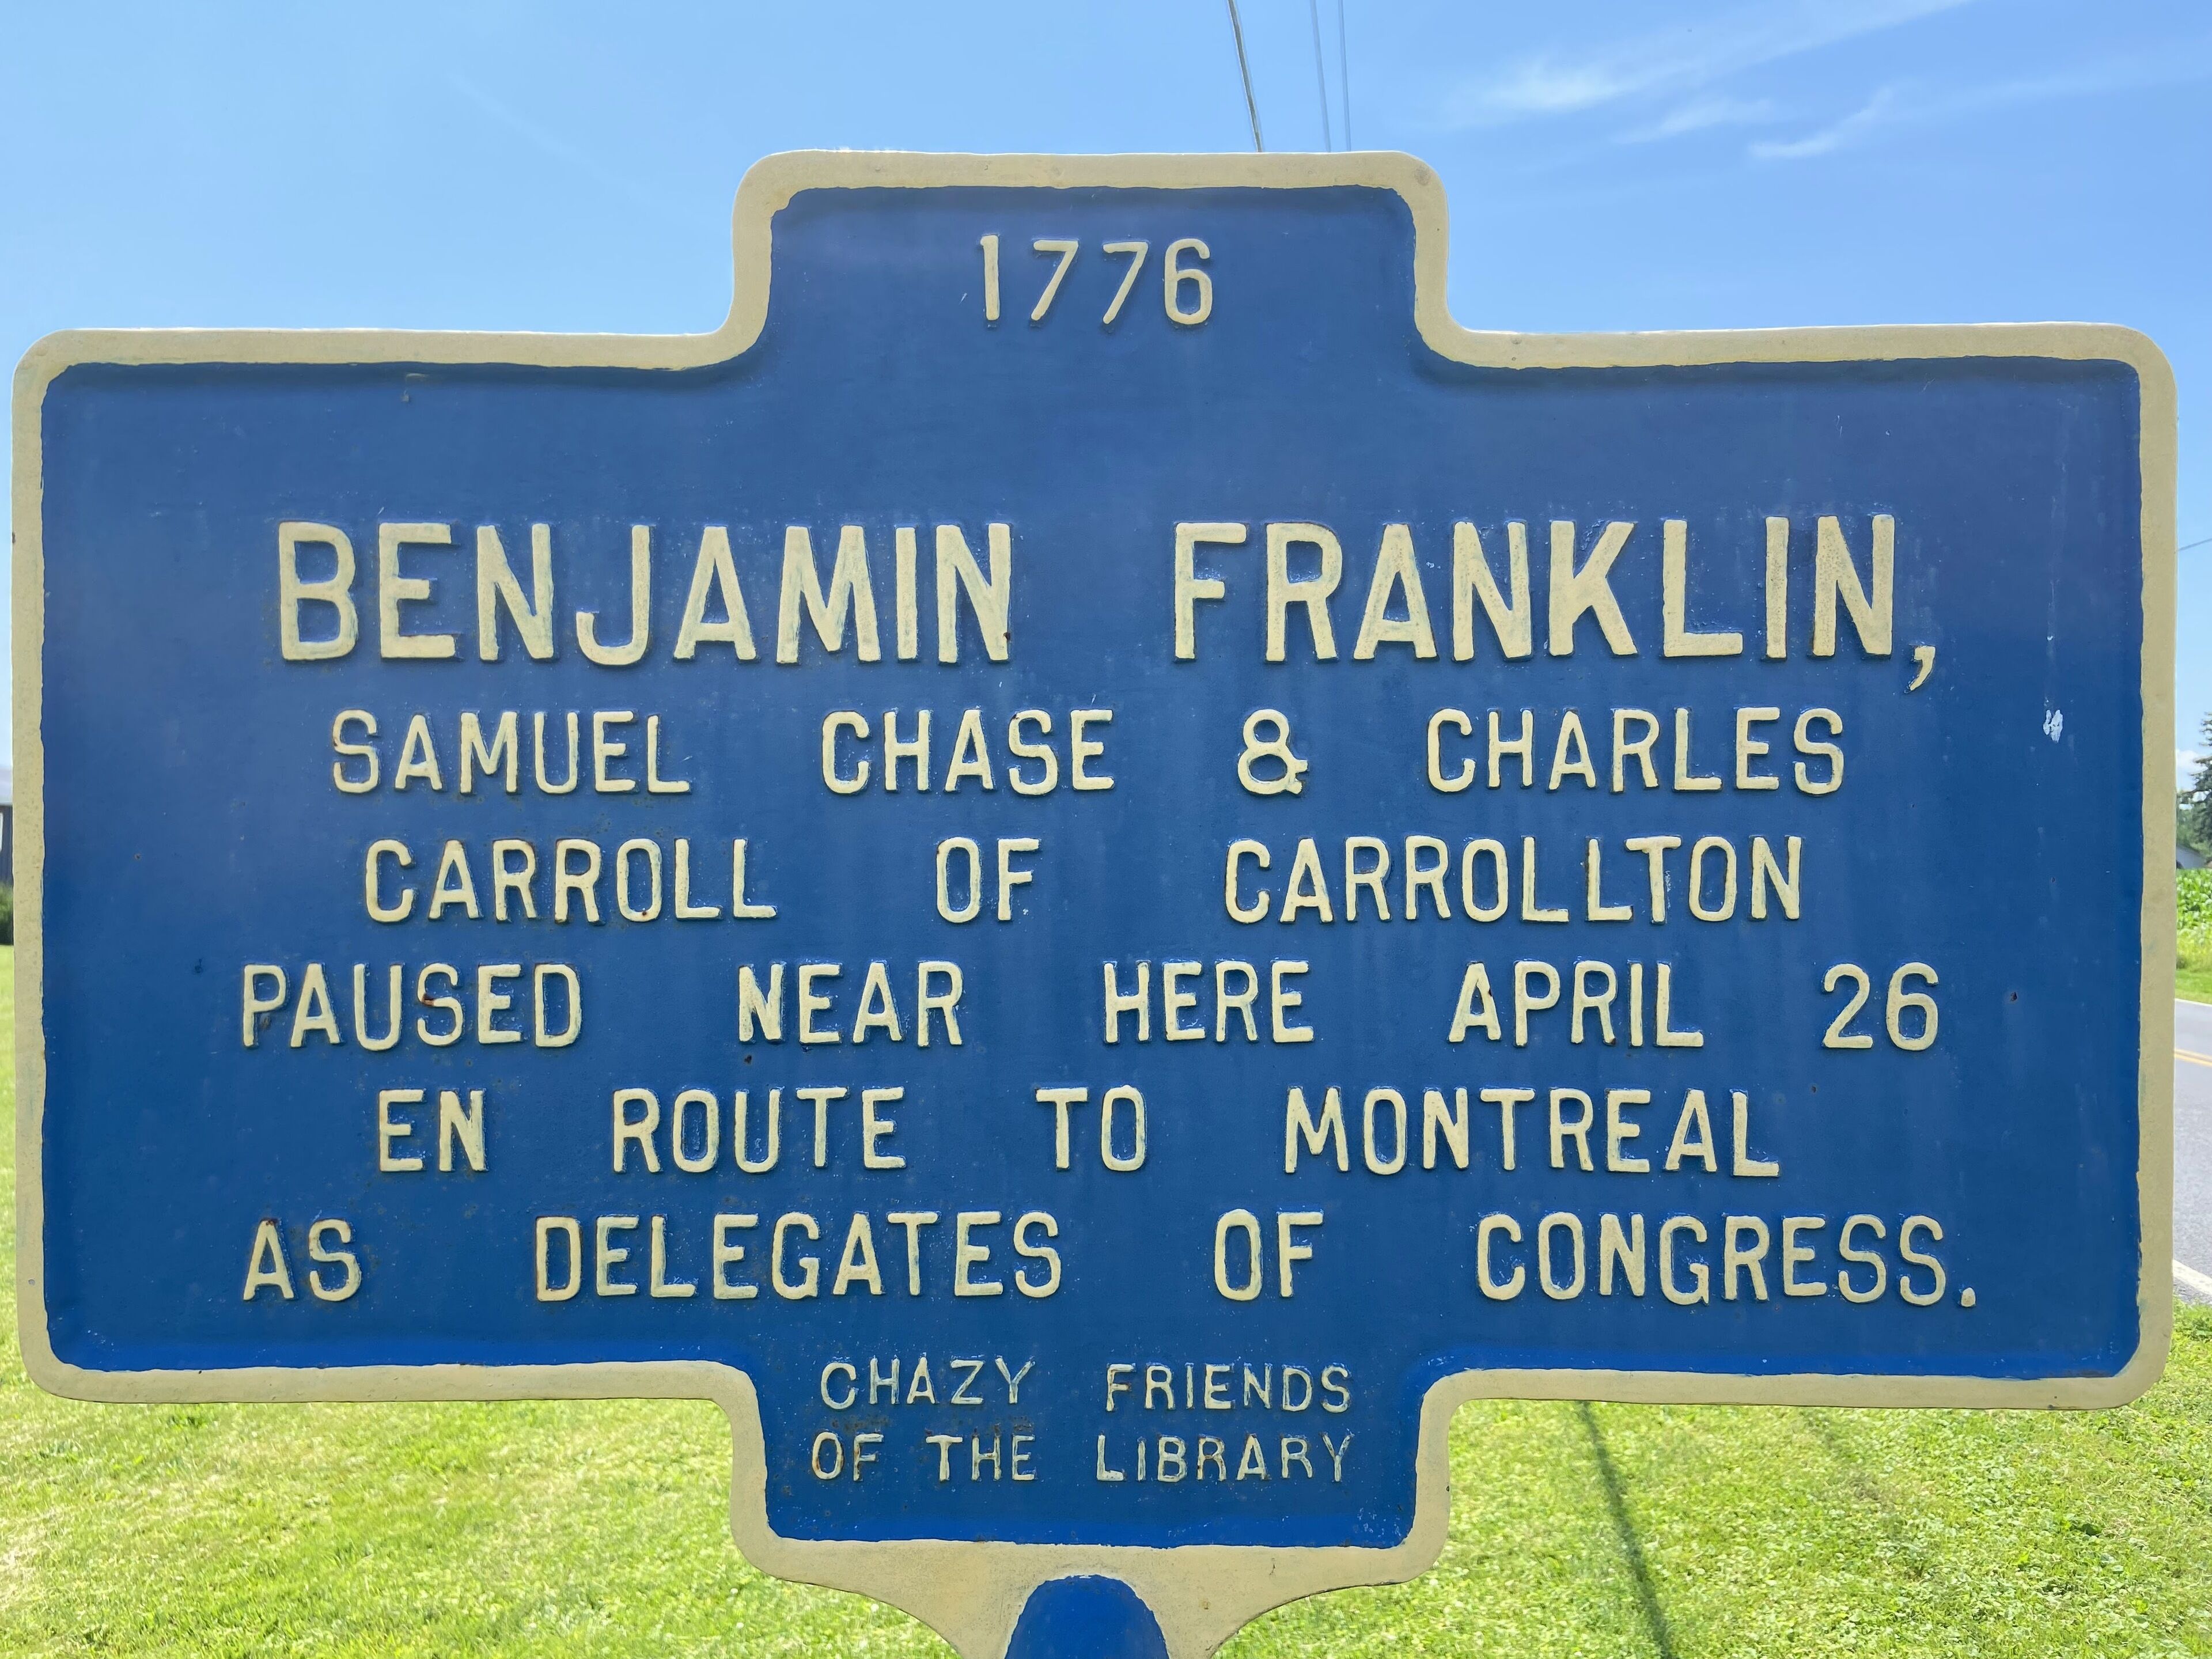 1776
BENJAMIN FRANKLIN,
SAMUEL CHASE & CHARLES
CARROLL OF CARROLLTON
PAUSED NEAR HERE APRIL 26
EN ROUTE TO MONTREAL
AS DELEGATES OF CONGRESS.
CHAZY FRIENDS
OF THE LIBRARY